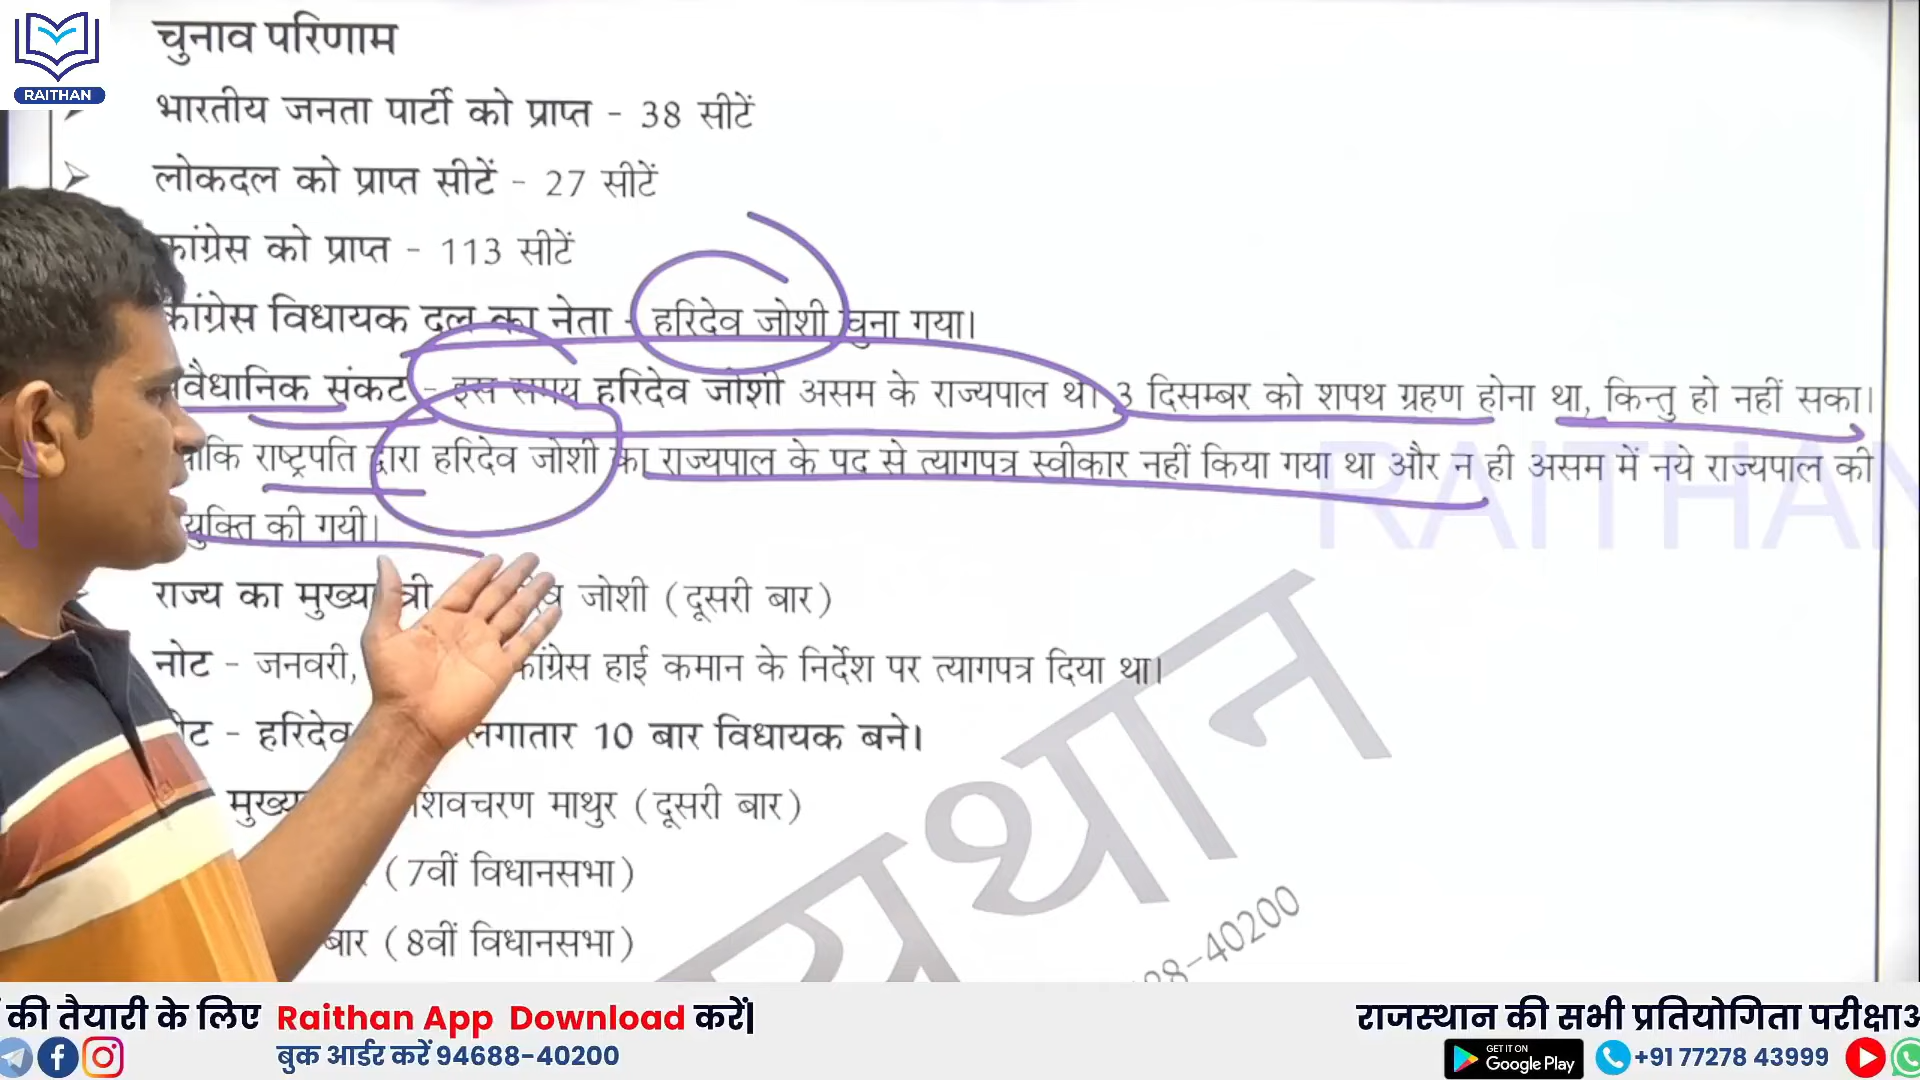 RAITHAN
चुनाव परिणाम
भारतीय जनता पार्टी को प्राप्त - 38 सीटें
लोकदल को प्राप्त सीटें - 27 सीटें
कांग्रेस को प्राप्त - 113 सीटें
कांग्रेस विधायक दल का नेता - हरिदेव जोशी चुना गया।
संकट - इस समय हरिदेव जोशी असम के राज्यपाल था। 3 दिसम्बर को शपथ ग्रहण होना था, किन्तु हो नहीं सका।
राष्ट्रपति द्वारा हरिदेव जोशी का राज्यपाल के पद से त्यागपत्र स्वीकार नहीं किया गया था और न ही असम में नये राज्यपाल की
की गयी।
RAITHAN
राज्य का जोशी (दूसरी बार)
नोट - जनवरी, कांग्रेस हाई कमान के निर्देश पर त्यागपत्र दिया था।
- हरिदेव लगातार 10 बार विधायक बने।
शिवचरण माथुर (दूसरी बार)
(7वीं विधानसभा)
बार (8वीं विधानसभा)
-40200
की तैयारी के लिए Raithan App Download करें|
राजस्थान की सभी प्रतियोगिता
बुक आर्डर करें 94688-40200
GET IT ON
Google Play
+91 77278 43999